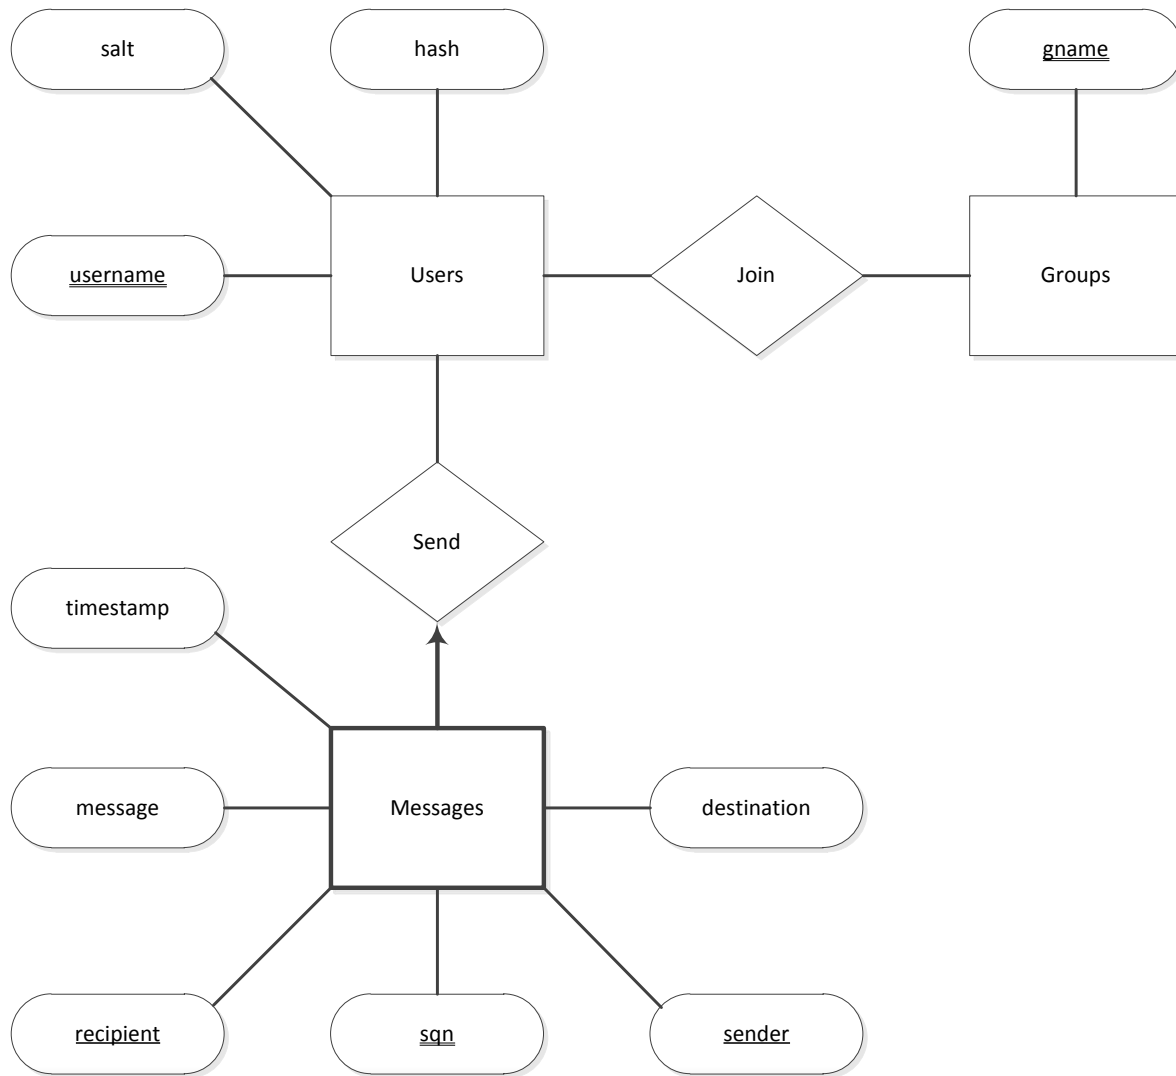 salt
hash
gname
username
Users
Join
Groups
Send
timestamp
message
Messages
destination
recipient
sqn
sender